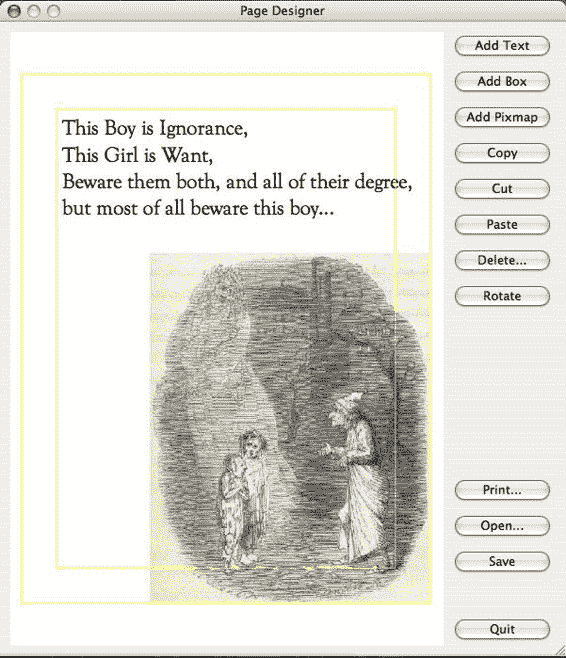 Page Designer
This Boy is Ignorance,
This Girl is Want,
Beware them both, and all of their degree,
but most of all beware this boy...
Add Text
Add Box
Add Pixmap
Copy
Cut
Paste
Delete...
Rotate
Print...
Open...
Save
Quit